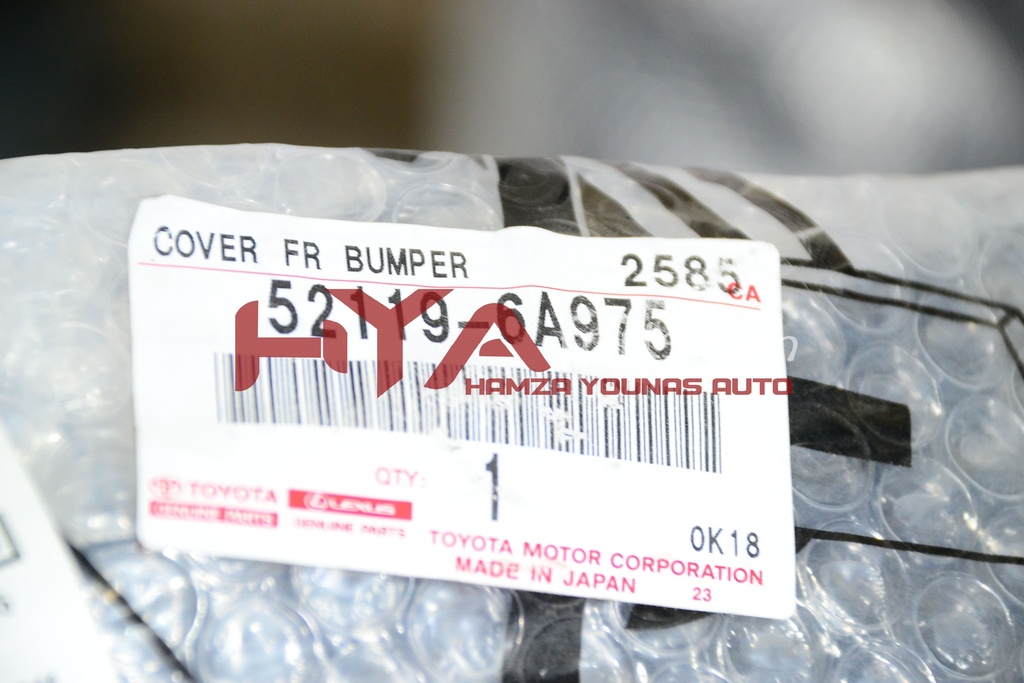 COVER FR BUMPER 2585
CA
52119-6A975
HYA
HAMZA YOUNAS AUTO
QTY: 1
TOYOTA LEXUS
GENUINE PARTS GENUINE PARTS
0K18
TOYOTA MOTOR CORPORATION
MADE IN JAPAN 23